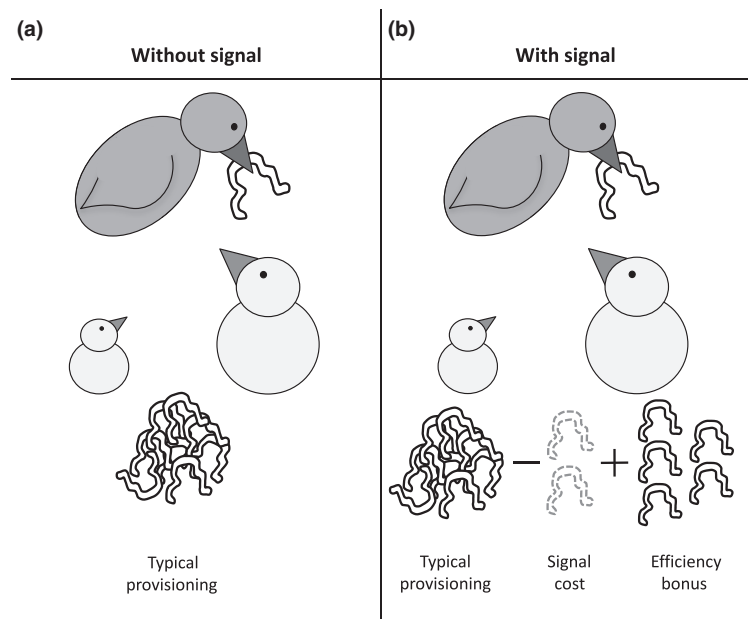 (a)
Without signal
Typical
provisioning
(b)
With signal
Typical
provisioning
Signal
cost
Efficiency
bonus